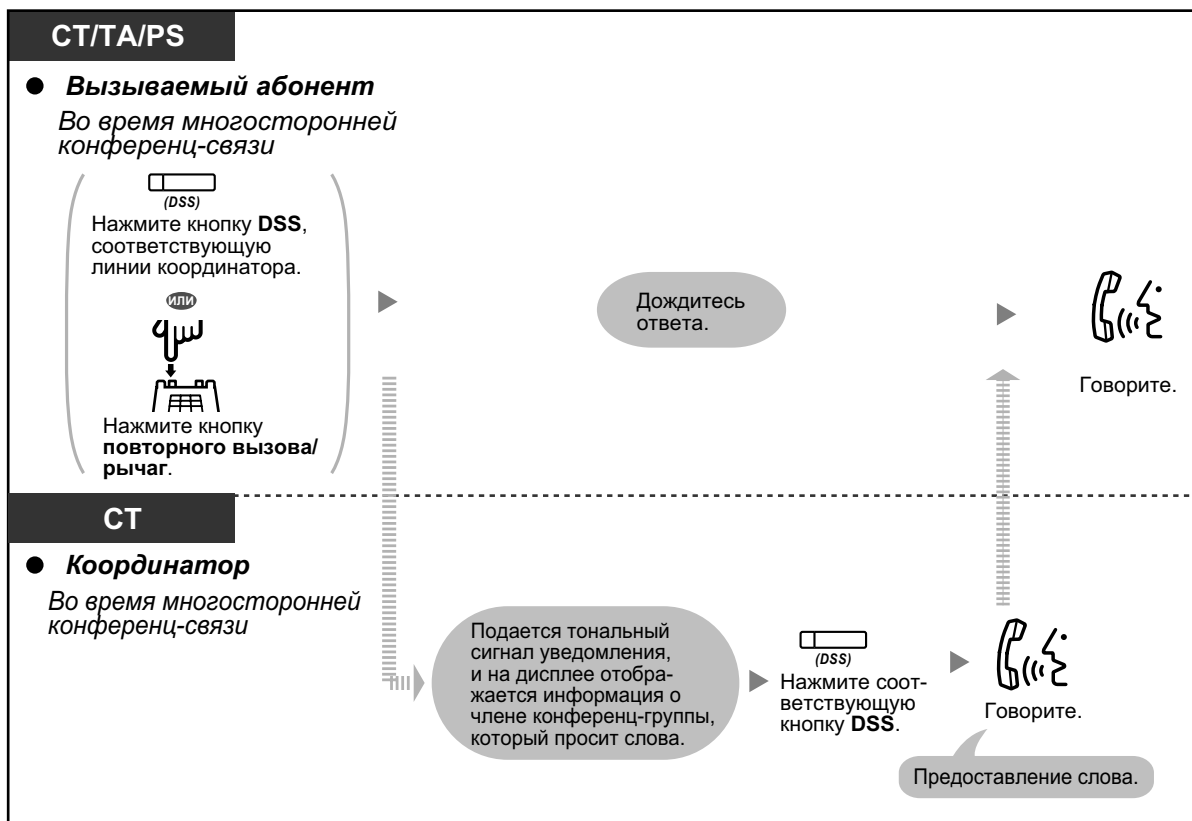 CT/TA/PS
● Вызываемый абонент
Во время многосторонней
конференц-связи
(DSS)
Нажмите кнопку DSS,
соответствующую
линии координатора.
или
Нажмите кнопку
повторного вызова/
рычаг.
Дождитесь
ответа.
Говорите.
CT
● Координатор
Во время многосторонней
конференц-связи
Подается тональный
сигнал уведомления,
и на дисплее отобра-
жается информация о
члене конференц-группы,
который просит слова.
(DSS)
Нажмите соот-
ветствующую
кнопку DSS.
Говорите.
Предоставление слова.